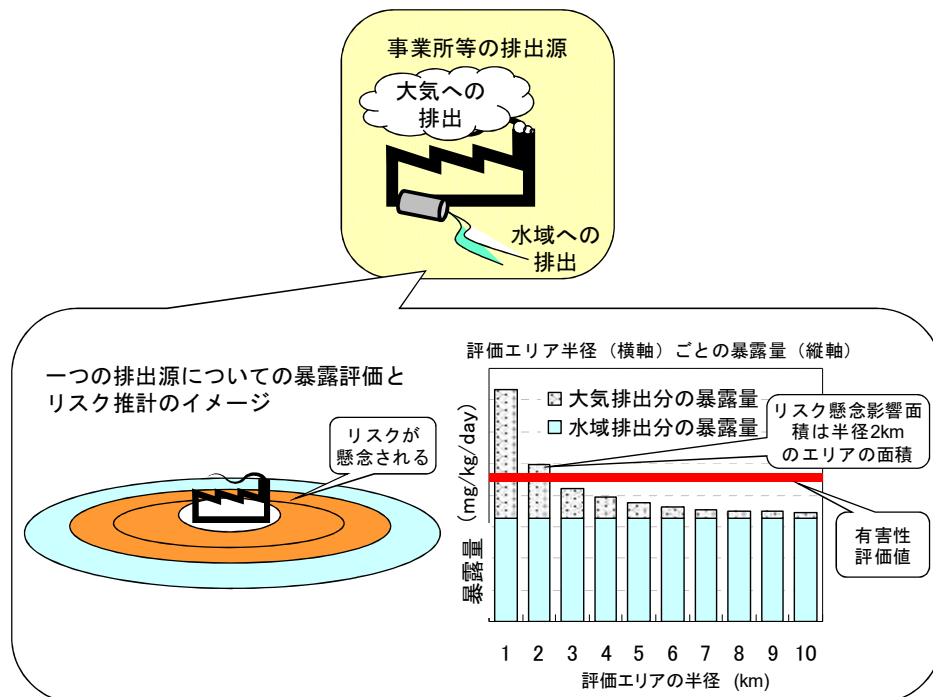 事業所等の排出源
大気への
排出
水域への
排出
一つの排出源についての暴露評価と
リスク推計のイメージ
リスクが
懸念される
評価エリア半径（横軸）ごとの暴露量（縦軸）
大気排出分の暴露量
水域排出分の暴露量
リスク懸念影響面
積は半径2km
のエリアの面積
有害性
評価値
暴露量 (mg/kg/day)
1 2 3 4 5 6 7 8 9 10
評価エリアの半径 (km)